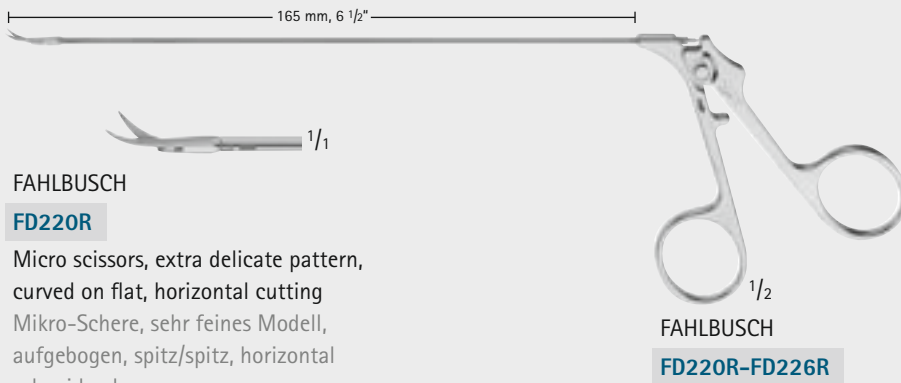 165 mm, 6 1/2"
1/1
FAHLBUSCH
FD220R
Micro scissors, extra delicate pattern,
curved on flat, horizontal cutting
Mikro-Schere, sehr feines Modell,
aufgebogen, spitz/spitz, horizontal
1/2
FAHLBUSCH
FD220R–FD226R